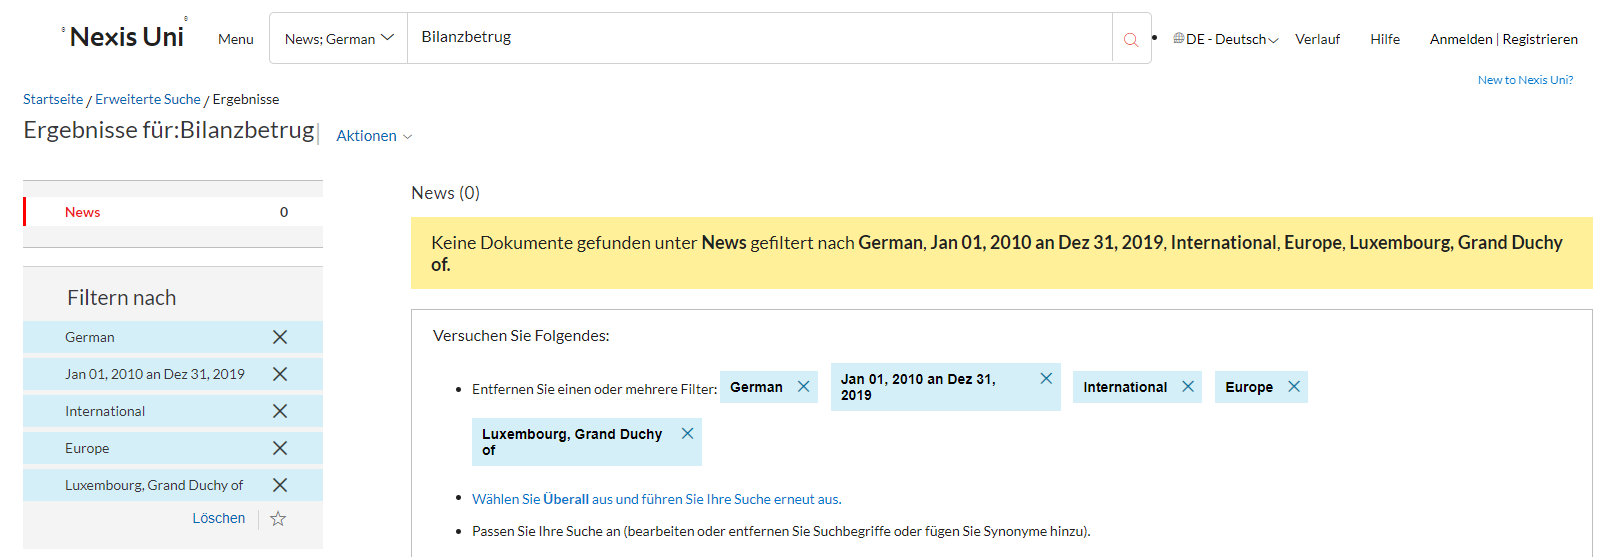 Nexis Uni
Menu
News; German
Bilanzbetrug
DE - Deutsch
Verlauf
Hilfe
Anmelden | Registrieren
New to Nexis Uni?
Startseite / Erweiterte Suche / Ergebnisse
Ergebnisse für:Bilanzbetrug|
Aktionen
News 0
Filtern nach
German
Jan 01, 2010 an Dez 31, 2019
International
Europe
Luxembourg, Grand Duchy of
Löschen
News (0)
Keine Dokumente gefunden unter News gefiltert nach German, Jan 01, 2010 an Dez 31, 2019, International, Europe, Luxembourg, Grand Duchy
of.
Versuchen Sie Folgendes:
• Entfernen Sie einen oder mehrere Filter:
German
Jan 01, 2010 an Dez 31,
2019
International
Europe
Luxembourg, Grand Duchy
of
• Wählen Sie Überall aus und führen Sie Ihre Suche erneut aus.
• Passen Sie Ihre Suche an (bearbeiten oder entfernen Sie Suchbegriffe oder fügen Sie Synonyme hinzu).